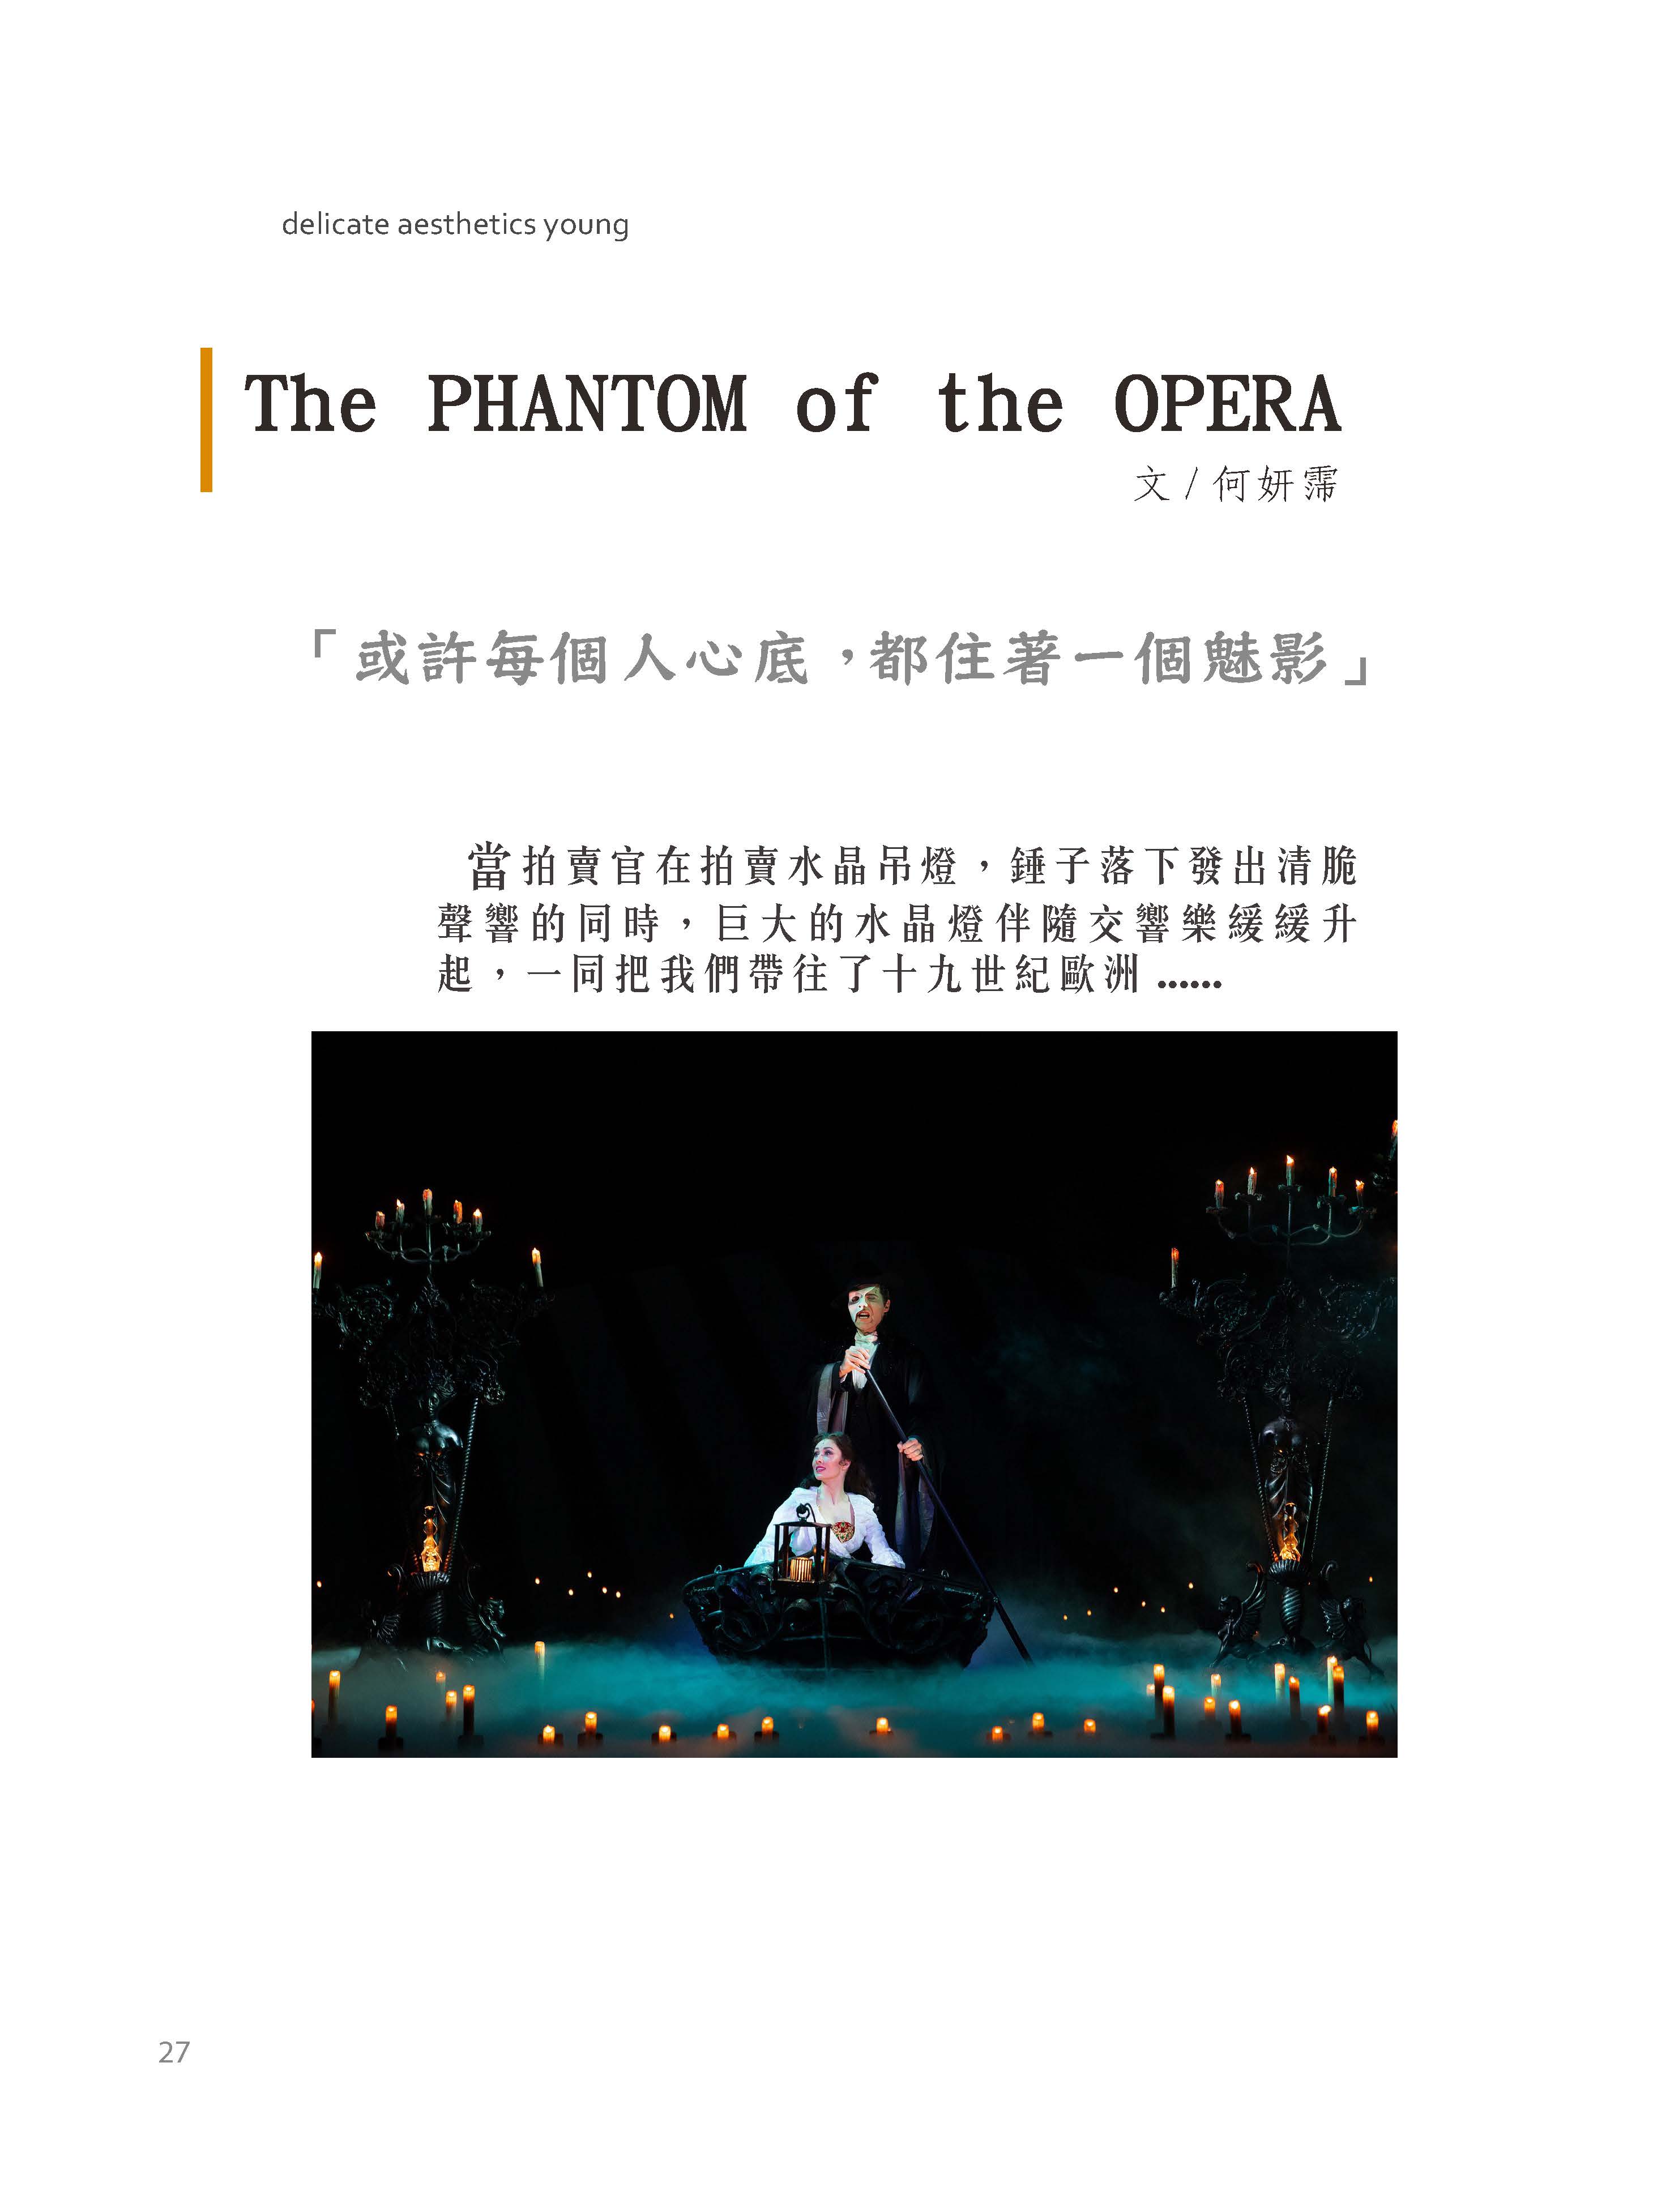 delicate aesthetics young
The PHANTOM of the OPERA
文 / 何妍霈
「或許每個人心底，都住著一個魅影」
當拍賣官在拍賣水晶吊燈，錘子落下發出清脆
聲響的同時，巨大的水晶燈伴隨交響樂緩緩升
起，一同把我們帶往了十九世紀歐洲......
27